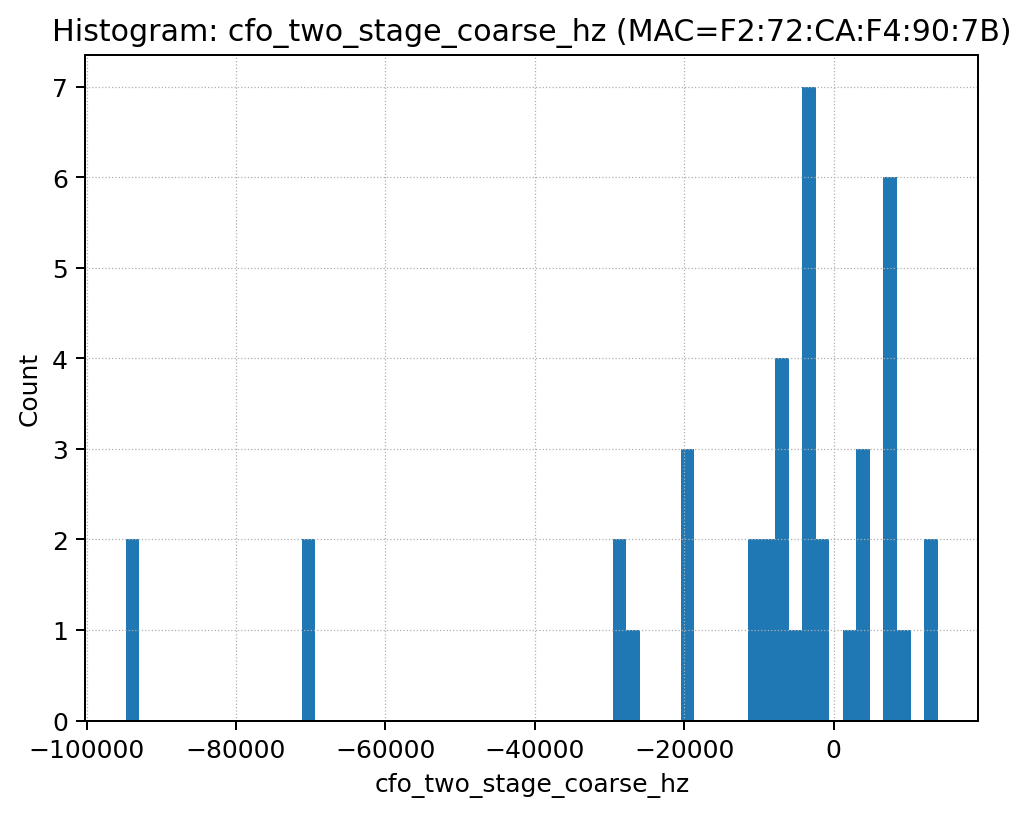 Histogram: cfo_two_stage_coarse_hz (MAC=F2:72:CA:F4:90:7B)
Count
7
6
5
4
3
2
1
0
−100000 −80000 −60000 −40000 −20000 0
cfo_two_stage_coarse_hz